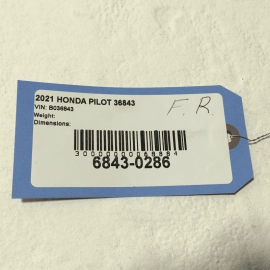 2021 HONDA PILOT 36843
VIN: B036843
Weight:
Dimensions:
F.R.
6843-0286